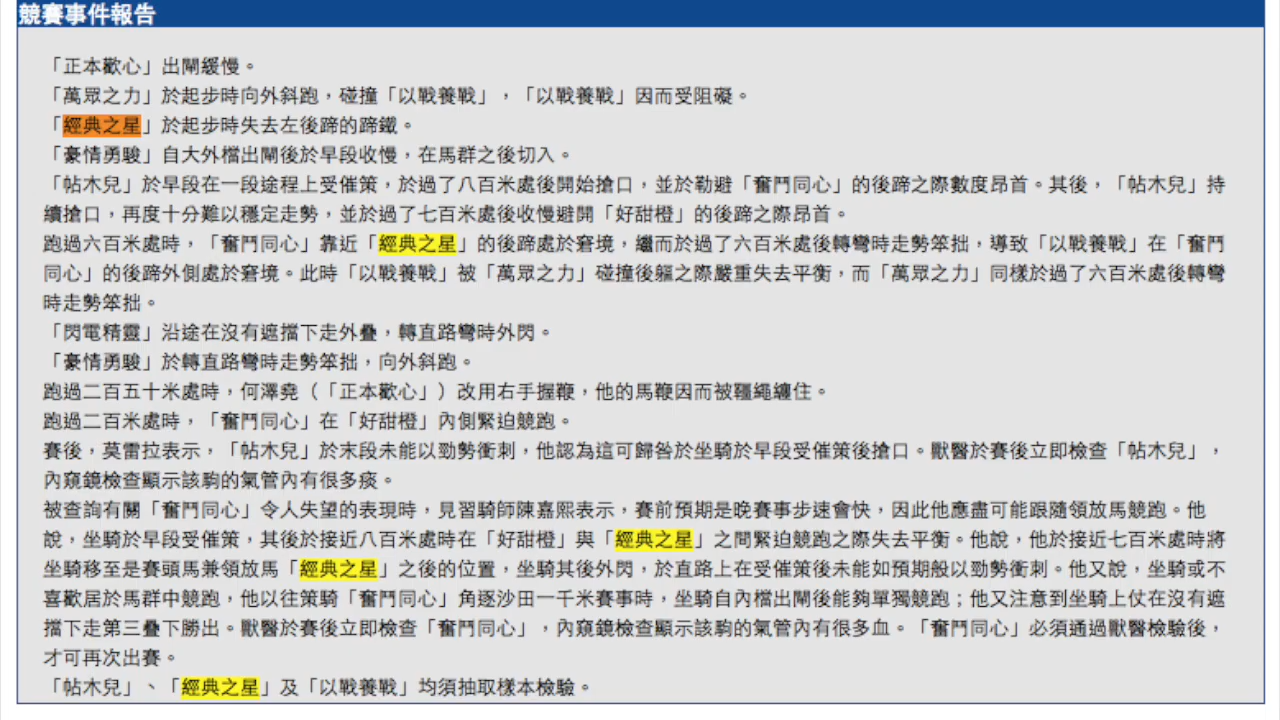 競賽事件報告
「正本歡心」出閘緩慢。
「萬眾之力」於起步時向外斜跑，碰撞「以戰養戰」，「以戰養戰」因而受阻礙。
「經典之星」於起步時失去左後蹄的蹄鐵。
「豪情勇駿」自大外檔出閘後於早段收慢，在馬群之後切入。
「帖木兒」於早段在一段途程上受催策，於過了八百米處後開始搶口，並於勒避「奮鬥同心」的後蹄之際數度昂首。其後，「帖木兒」持
續搶口，再度十分難以穩定走勢，並於過了七百米處後收慢避開「好甜橙」的後蹄之際昂首。
跑過六百米處時，「奮鬥同心」靠近「經典之星」的後蹄處於窘境，繼而於過了六百米處後轉彎時走勢笨拙，導致「以戰養戰」在「奮鬥
同心」的後蹄外側處於窘境。此時「以戰養戰」被「萬眾之力」碰撞後軀之際嚴重失去平衡，而「萬眾之力」同樣於過了六百米處後轉彎
時走勢笨拙。
「閃電精靈」沿途在沒有遮擋下走外疊，轉直路彎時外閃。
「豪情勇駿」於轉直路彎時走勢笨拙，向外斜跑。
跑過二百五十米處時，何澤堯（「正本歡心」）改用右手握鞭，他的馬鞭因而被韁繩纏住。
跑過二百米處時，「奮鬥同心」在「好甜橙」內側緊迫競跑。
賽後，莫雷拉表示，「帖木兒」於末段未能以勁勢衝刺，他認為這可歸咎於坐騎於早段受催策後搶口。獸醫於賽後立即檢查「帖木兒」，
內窺鏡檢查顯示該駒的氣管內有很多痰。
被查詢有關「奮鬥同心」令人失望的表現時，見習騎師陳嘉熙表示，賽前預期是晚賽事步速會快，因此他應盡可能跟隨領放馬競跑。他
說，坐騎於早段受催策，其後於接近八百米處時在「好甜橙」與「經典之星」之間緊迫競跑之際失去平衡。他說，他於接近七百米處時將
坐騎移至是賽頭馬兼領放馬「經典之星」之後的位置，坐騎其後外閃，於直路上在受催策後未能如預期般以勁勢衝刺。他又說，坐騎或不
喜歡居於馬群中競跑，他以往策騎「奮鬥同心」角逐沙田一千米賽事時，坐騎自內檔出閘後能夠單獨競跑；他又注意到坐騎上仗在沒有遮
擋下走第三疊下勝出。獸醫於賽後立即檢查「奮鬥同心」，內窺鏡檢查顯示該駒的氣管內有很多血。「奮鬥同心」必須通過獸醫檢驗後，
才可再次出賽。
「帖木兒」、「經典之星」及「以戰養戰」均須抽取樣本檢驗。